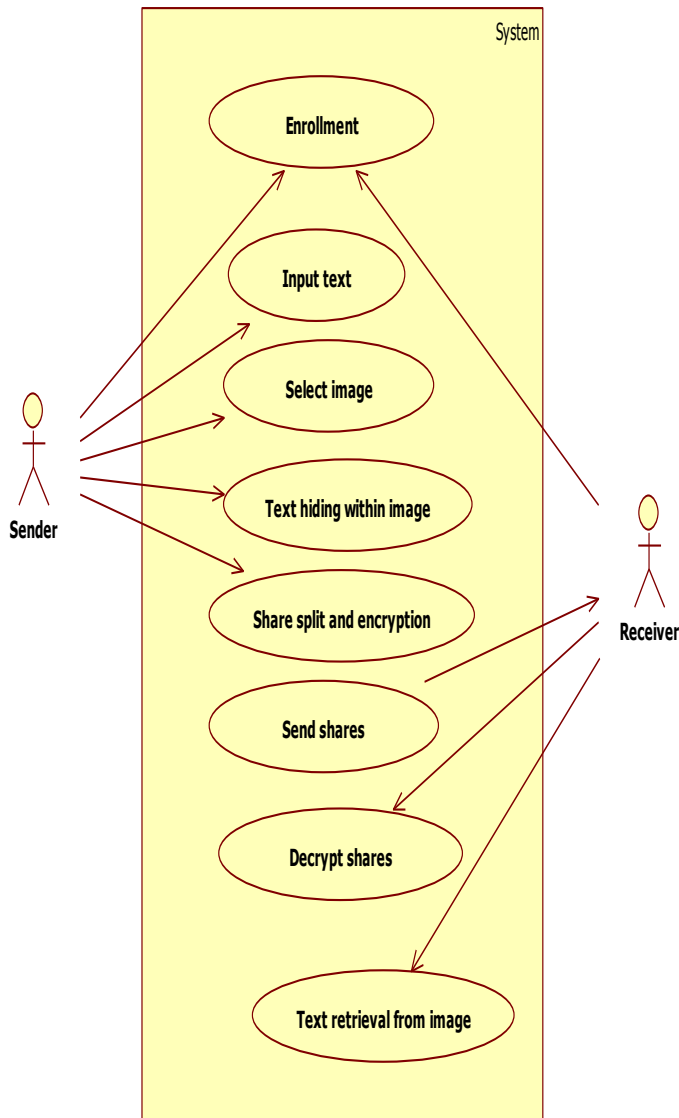 System
Enrollment
Input text
Select image
Text hiding within image
Sender
Share split and encryption
Receiver
Send shares
Decrypt shares
Text retrieval from image